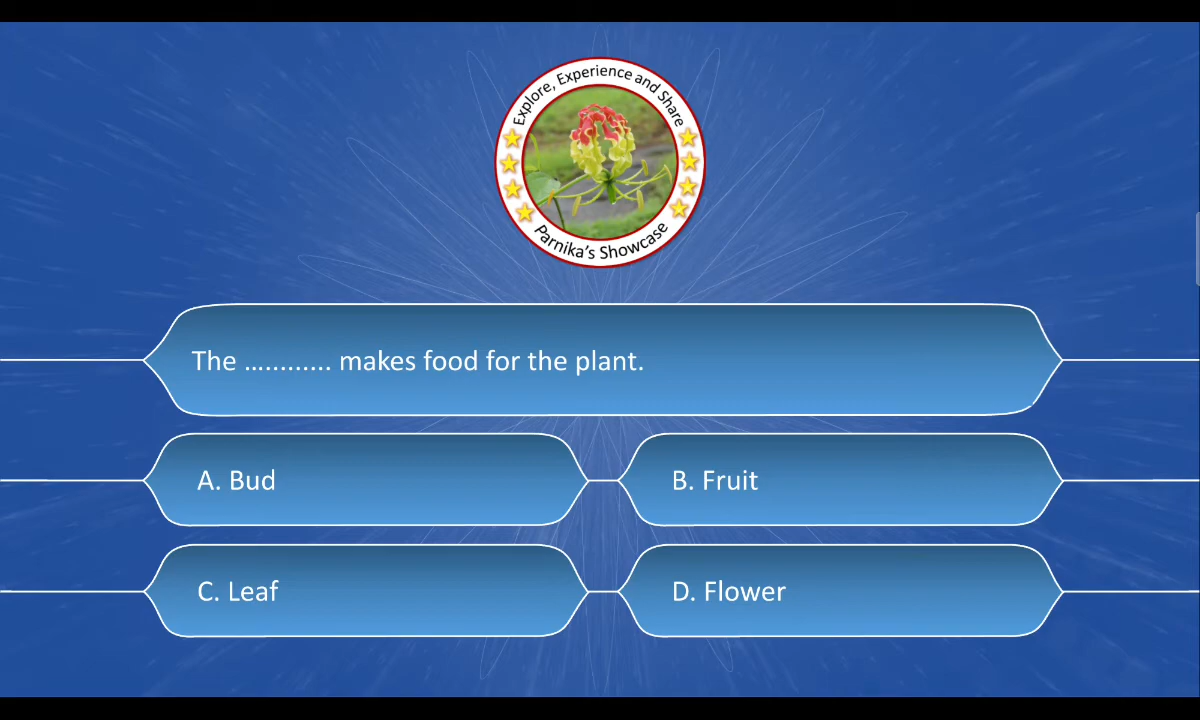 Explore, Experience and Share
Parnika's Showcase
The ............ makes food for the plant.
A. Bud
B. Fruit
C. Leaf
D. Flower